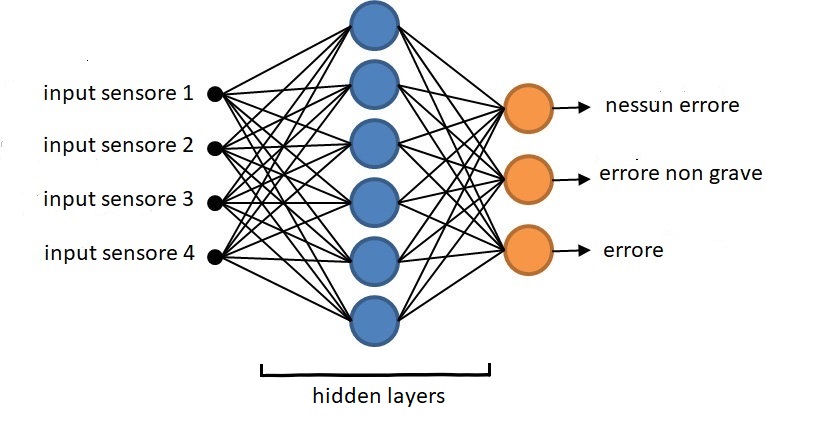 input sensore 1
input sensore 2
input sensore 3
input sensore 4
nessun errore
errore non grave
errore
hidden layers